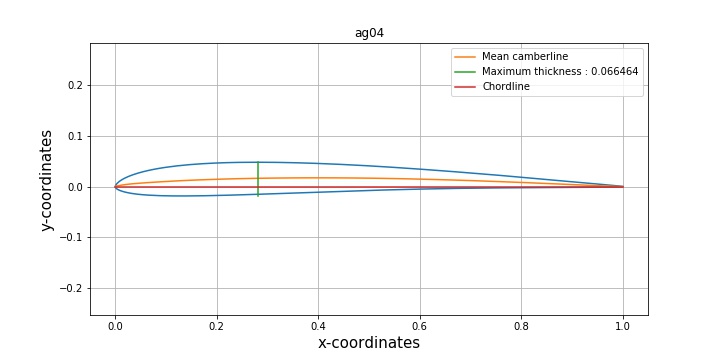 ag04
Mean camberline
Maximum thickness : 0.066464
Chordline
y-coordinates
0.2
0.1
0.0
−0.1
−0.2
0.0 0.2 0.4 0.6 0.8 1.0
x-coordinates